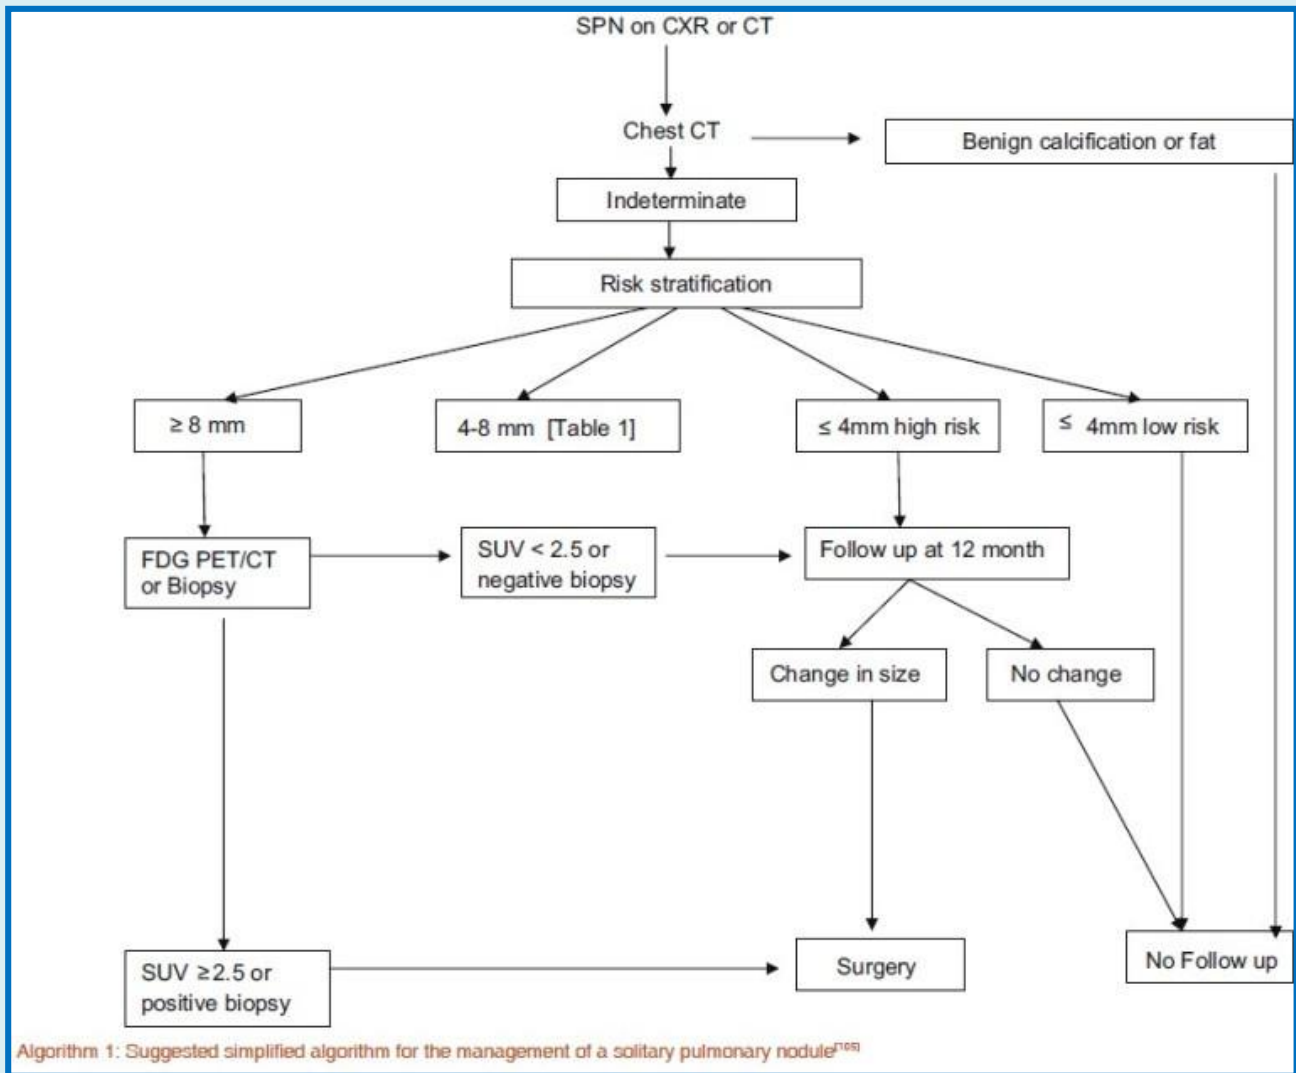 SPN on CXR or CT
Chest CT
Benign calcification or fat
Indeterminate
Risk stratification
≥ 8 mm
4-8 mm [Table 1]
≤ 4mm high risk
≤ 4mm low risk
FDG PET/CT
or Biopsy
SUV < 2.5 or
negative biopsy
Follow up at 12 month
Change in size
No change
SUV ≥2.5 or
positive biopsy
Surgery
No Follow up
Algorithm 1: Suggested simplified algorithm for the management of a solitary pulmonary nodule[105]